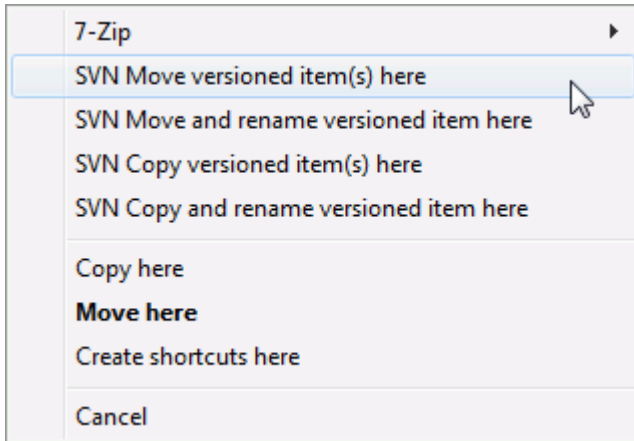 7-Zip
SVN Move versioned item(s) here
SVN Move and rename versioned item here
SVN Copy versioned item(s) here
SVN Copy and rename versioned item here
Copy here
Move here
Create shortcuts here
Cancel